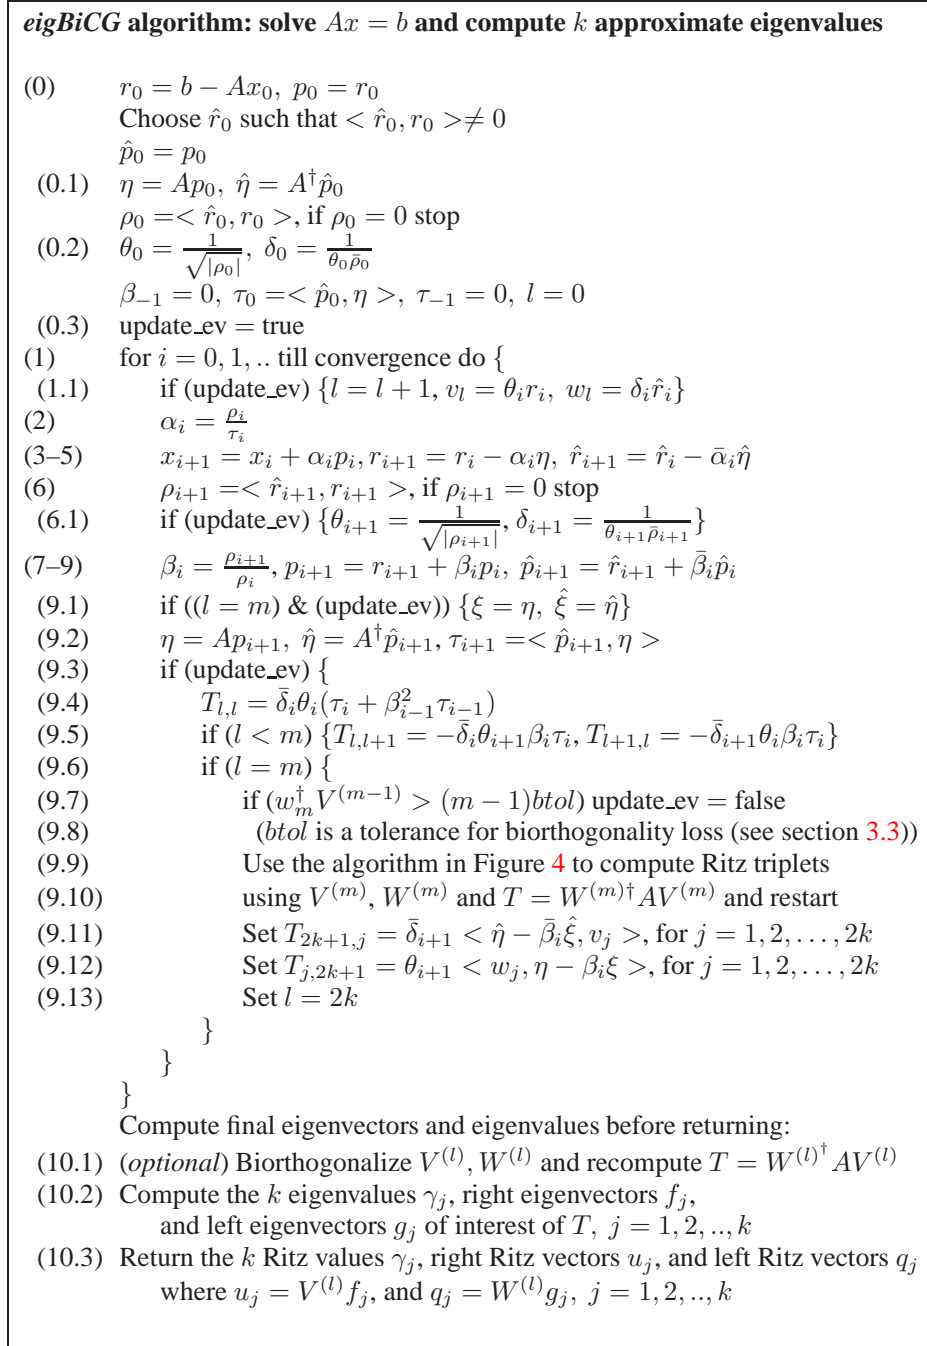 eigBiCG algorithm: solve Ax = b and compute k approximate eigenvalues
(0) r₀ = b − Ax₀, p₀ = r₀
Choose r̂₀ such that < r̂₀, r₀ >≠ 0
p̂₀ = p₀
(0.1) η = Ap₀, η̂ = A†p̂₀
ρ₀ =< r̂₀, r₀ >, if ρ₀ = 0 stop
(0.2) θ₀ = 1/√|ρ₀|, δ₀ = 1/(θ₀ρ̄₀)
β₋₁ = 0, τ₀ =< p̂₀, η >, τ₋₁ = 0, l = 0
(0.3) update_ev = true
(1) for i = 0, 1, .. till convergence do {
(1.1) if (update_ev) {l = l + 1, v_l = θ_i r_i, w_l = δ_i r̂_i}
(2) α_i = ρ_i/τ_i
(3–5) x_{i+1} = x_i + α_i p_i, r_{i+1} = r_i − α_i η, r̂_{i+1} = r̂_i − ᾱ_i η̂
(6) ρ_{i+1} =< r̂_{i+1}, r_{i+1} >, if ρ_{i+1} = 0 stop
(6.1) if (update_ev) {θ_{i+1} = 1/√|ρ_{i+1}|, δ_{i+1} = 1/(θ_{i+1}ρ̄_{i+1})}
(7–9) β_i = ρ_{i+1}/ρ_i, p_{i+1} = r_{i+1} + β_i p_i, p̂_{i+1} = r̂_{i+1} + β̄_i p̂_i
(9.1) if ((l = m) & (update_ev)) {ξ = η, ξ̂ = η̂}
(9.2) η = Ap_{i+1}, η̂ = A†p̂_{i+1}, τ_{i+1} =< p̂_{i+1}, η >
(9.3) if (update_ev) {
(9.4) T_{l,l} = δ̄_i θ_i(τ_i + β²_{i−1}τ_{i−1})
(9.5) if (l < m) {T_{l,l+1} = −δ̄_i θ_{i+1}β_i τ_i, T_{l+1,l} = −δ̄_{i+1}θ_i β_i τ_i}
(9.6) if (l = m) {
(9.7) if (w†_m V^{(m−1)} > (m − 1)btol) update_ev = false
(9.8) (btol is a tolerance for biorthogonality loss (see section 3.3))
(9.9) Use the algorithm in Figure 4 to compute Ritz triplets
(9.10) using V^{(m)}, W^{(m)} and T = W^{(m)†}AV^{(m)} and restart
(9.11) Set T_{2k+1,j} = δ̄_{i+1} < η̂ − β̄_i ξ̂, v_j >, for j = 1, 2, . . . , 2k
(9.12) Set T_{j,2k+1} = θ_{i+1} < w_j, η − β_i ξ >, for j = 1, 2, . . . , 2k
(9.13) Set l = 2k
}
}
}
Compute final eigenvectors and eigenvalues before returning:
(10.1) (optional) Biorthogonalize V^{(l)}, W^{(l)} and recompute T = W^{(l)†}AV^{(l)}
(10.2) Compute the k eigenvalues γ_j, right eigenvectors f_j,
and left eigenvectors g_j of interest of T, j = 1, 2, .., k
(10.3) Return the k Ritz values γ_j, right Ritz vectors u_j, and left Ritz vectors q_j
where u_j = V^{(l)}f_j, and q_j = W^{(l)}g_j, j = 1, 2, .., k